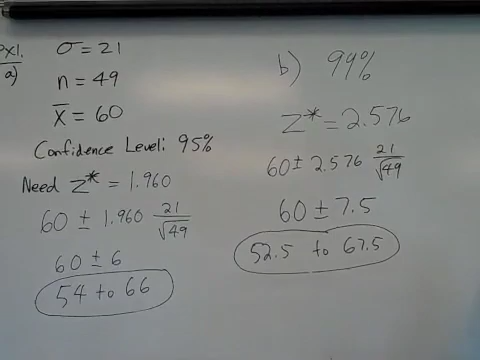 ex1.
a)
σ = 21
n = 49
x̄ = 60
Confidence Level: 95%
Need z* = 1.960
60 ± 1.960 21/√49
60 ± 6
54 to 66
b) 99%
z* = 2.576
60 ± 2.576 21/√49
60 ± 7.5
52.5 to 67.5